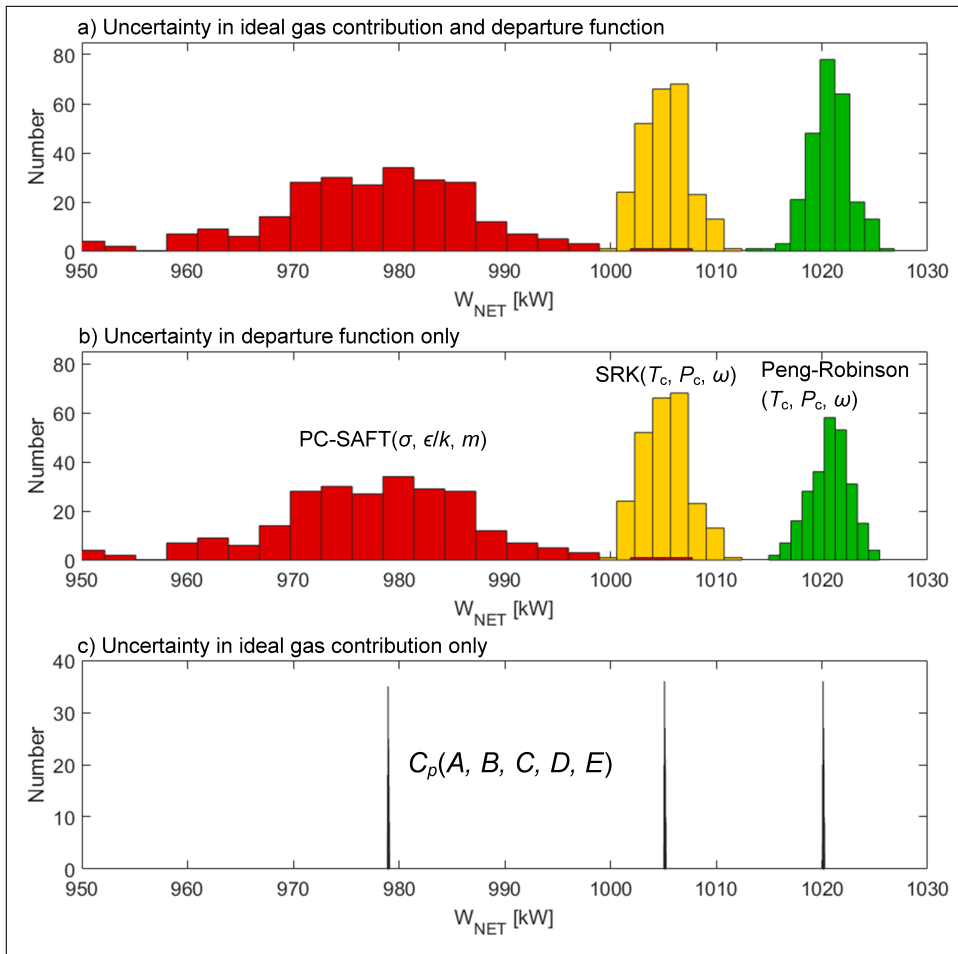 a) Uncertainty in ideal gas contribution and departure function
80
60
40
20
0
Number
950 960 970 980 990 1000 1010 1020 1030
W_NET [kW]
b) Uncertainty in departure function only
80
60
40
20
0
Number
PC-SAFT(σ, ϵ/k, m)
SRK(T_c, P_c, ω)
Peng-Robinson
(T_c, P_c, ω)
950 960 970 980 990 1000 1010 1020 1030
W_NET [kW]
c) Uncertainty in ideal gas contribution only
40
30
20
10
0
Number
C_p(A, B, C, D, E)
950 960 970 980 990 1000 1010 1020 1030
W_NET [kW]